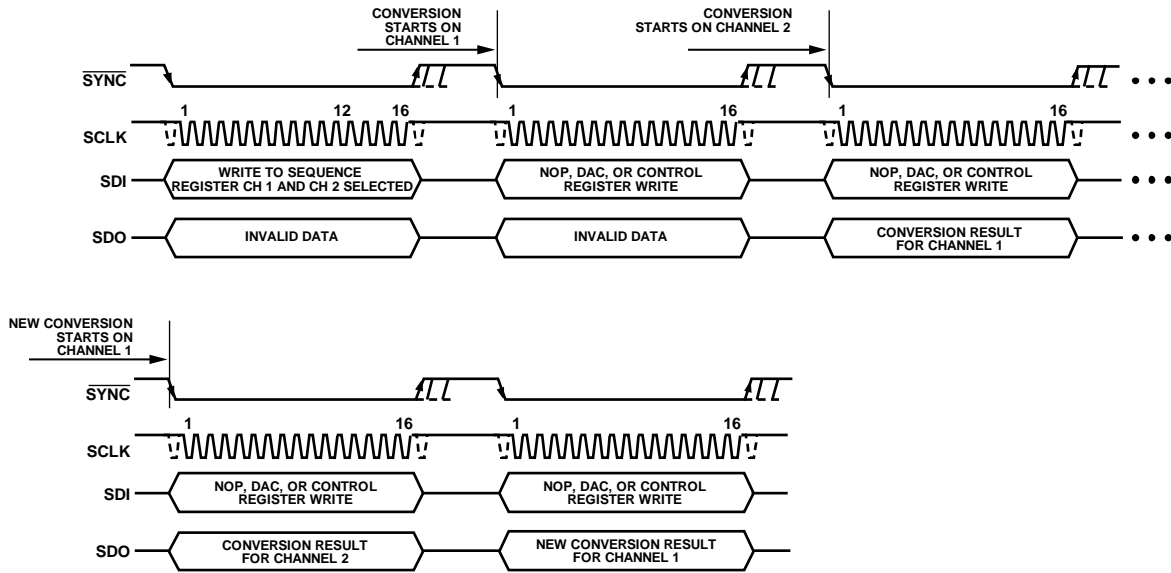 CONVERSION
STARTS ON
CHANNEL 1
CONVERSION
STARTS ON CHANNEL 2
SYNC
1 12 16 1 16 1 16
SCLK
SDI
WRITE TO SEQUENCE
REGISTER CH 1 AND CH 2 SELECTED
NOP, DAC, OR CONTROL
REGISTER WRITE
NOP, DAC, OR CONTROL
REGISTER WRITE
SDO
INVALID DATA
INVALID DATA
CONVERSION RESULT
FOR CHANNEL 1
NEW CONVERSION
STARTS ON
CHANNEL 1
SYNC
1 16 1 16
SCLK
SDI
NOP, DAC, OR CONTROL
REGISTER WRITE
NOP, DAC, OR CONTROL
REGISTER WRITE
SDO
CONVERSION RESULT
FOR CHANNEL 2
NEW CONVERSION RESULT
FOR CHANNEL 1